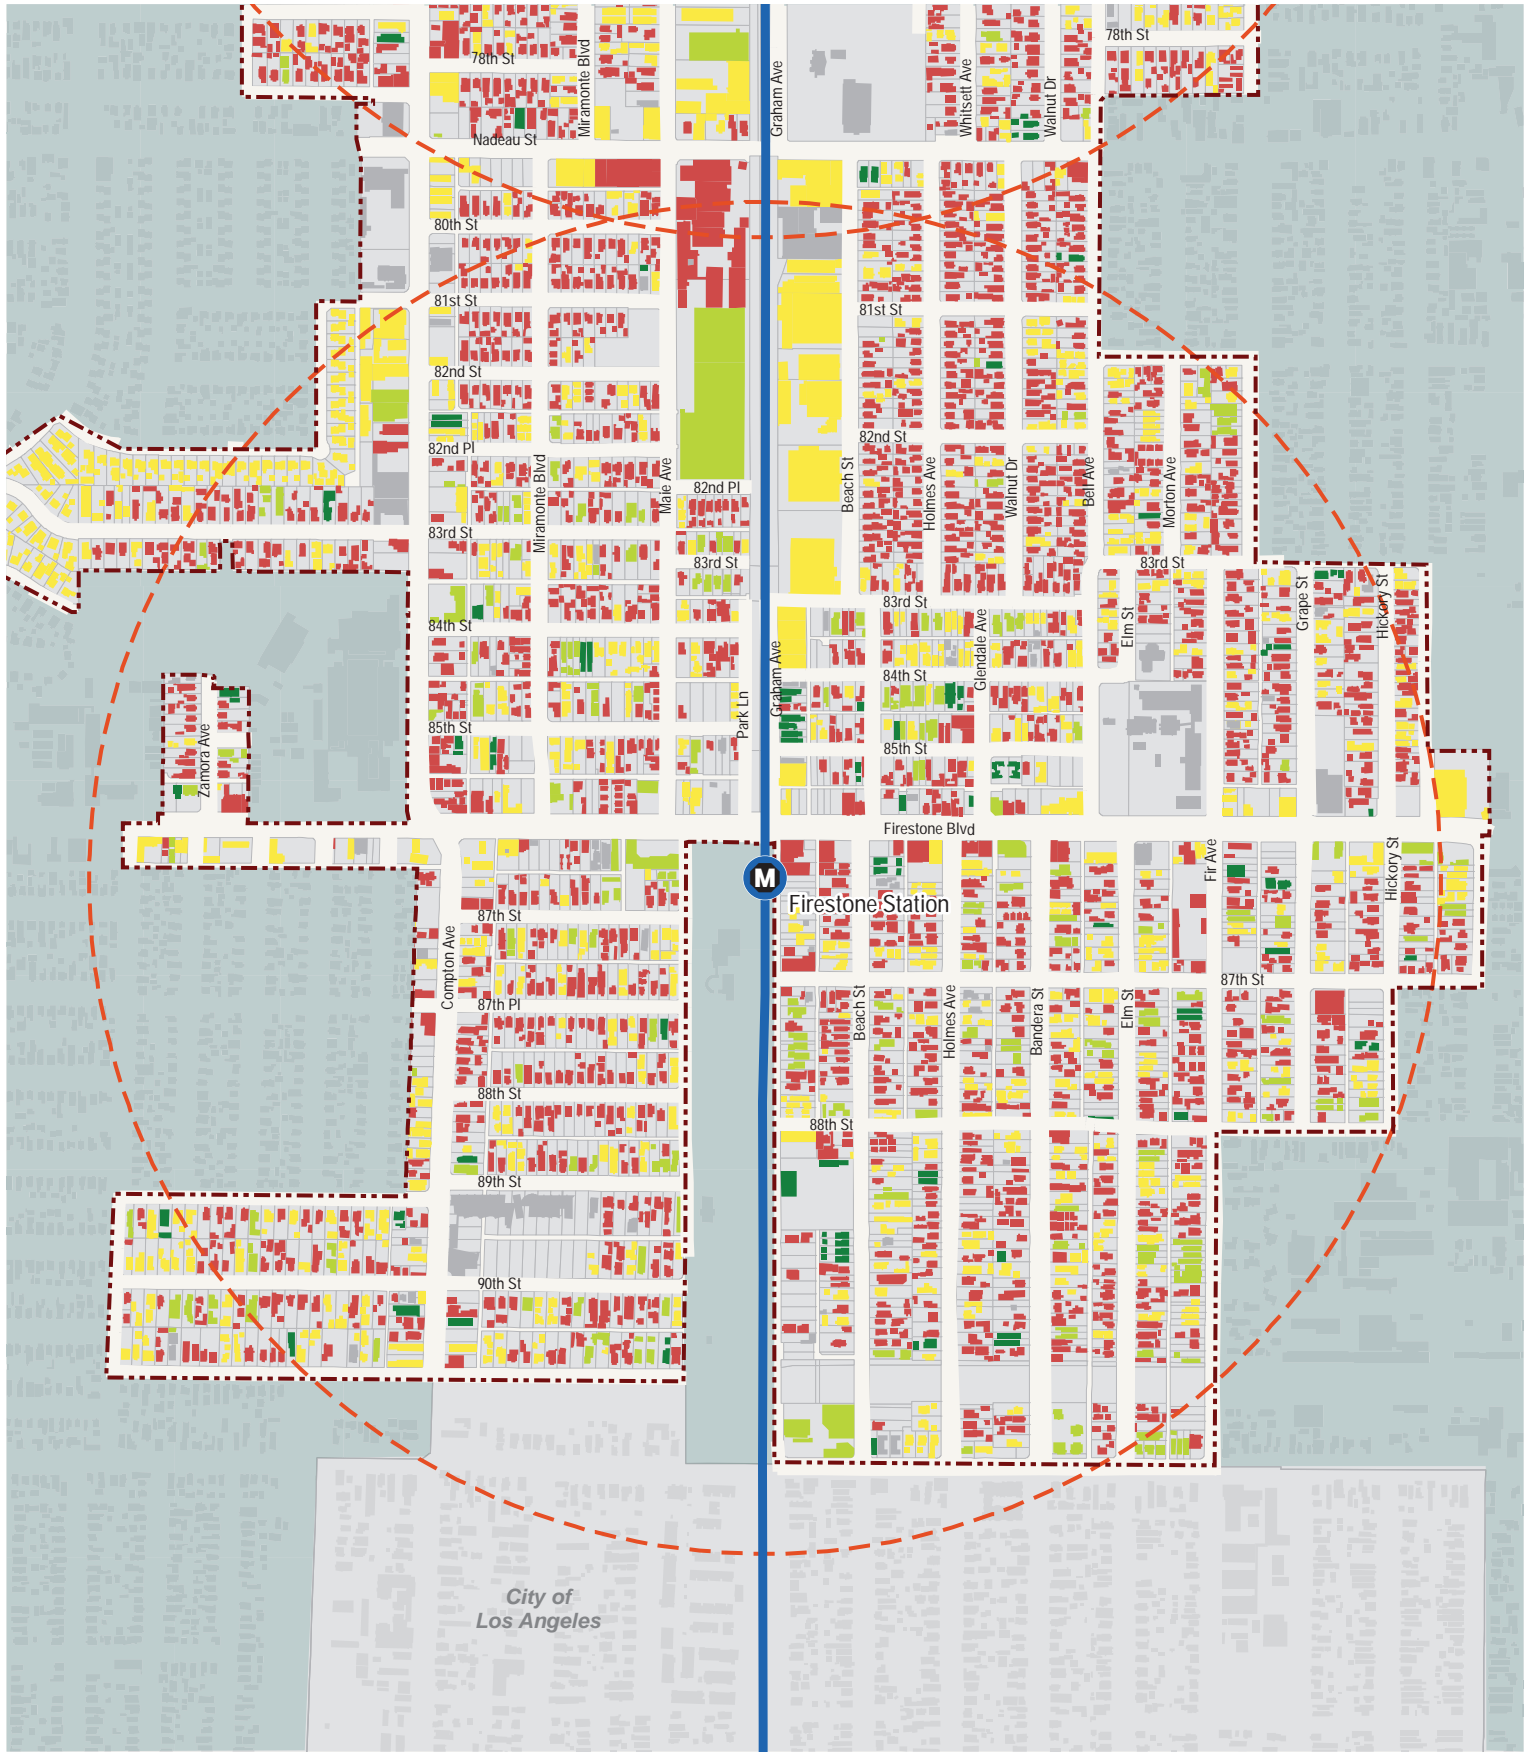 78th St
78th St
Miramonte Blvd
Graham Ave
Whitsett Ave
Walnut Dr
Nadeau St
80th St
81st St
81st St
82nd St
82nd St
82nd Pl
Miramonte Blvd
Maie Ave
82nd Pl
Beach St
Holmes Ave
Walnut Dr
Bell Ave
Morton Ave
83rd St
83rd St
83rd St
83rd St
Grape St
Hickory St
84th St
Elm St
Glendale Ave
84th St
Graham Ave
Park Ln
85th St
85th St
Zamora Ave
Firestone Blvd
Fir Ave
Hickory St
M
Firestone Station
87th St
Compton Ave
87th St
87th Pl
Beach St
Holmes Ave
Bandera St
Elm St
88th St
88th St
89th St
90th St
City of
Los Angeles